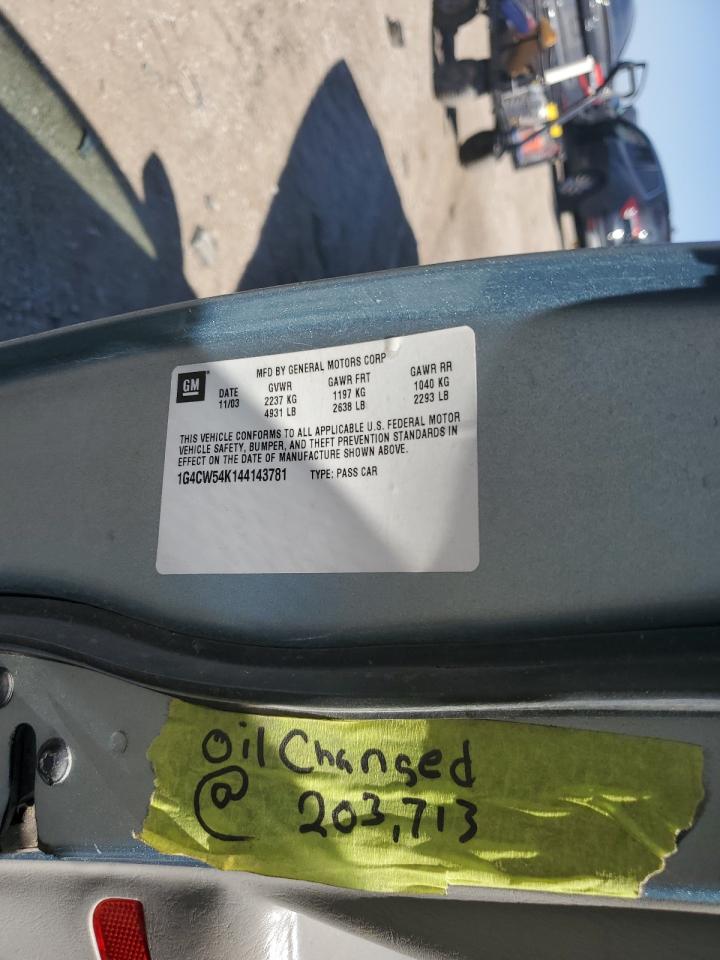 GM
MFD BY GENERAL MOTORS CORP
DATE GVWR GAWR FRT GAWR RR
11/03 2237 KG 1197 KG 1040 KG
4931 LB 2638 LB 2293 LB
THIS VEHICLE CONFORMS TO ALL APPLICABLE U.S. FEDERAL MOTOR
VEHICLE SAFETY, BUMPER, AND THEFT PREVENTION STANDARDS IN
EFFECT ON THE DATE OF MANUFACTURE SHOWN ABOVE.
1G4CW54K144143781 TYPE: PASS CAR
Oil Changed
@ 203,713